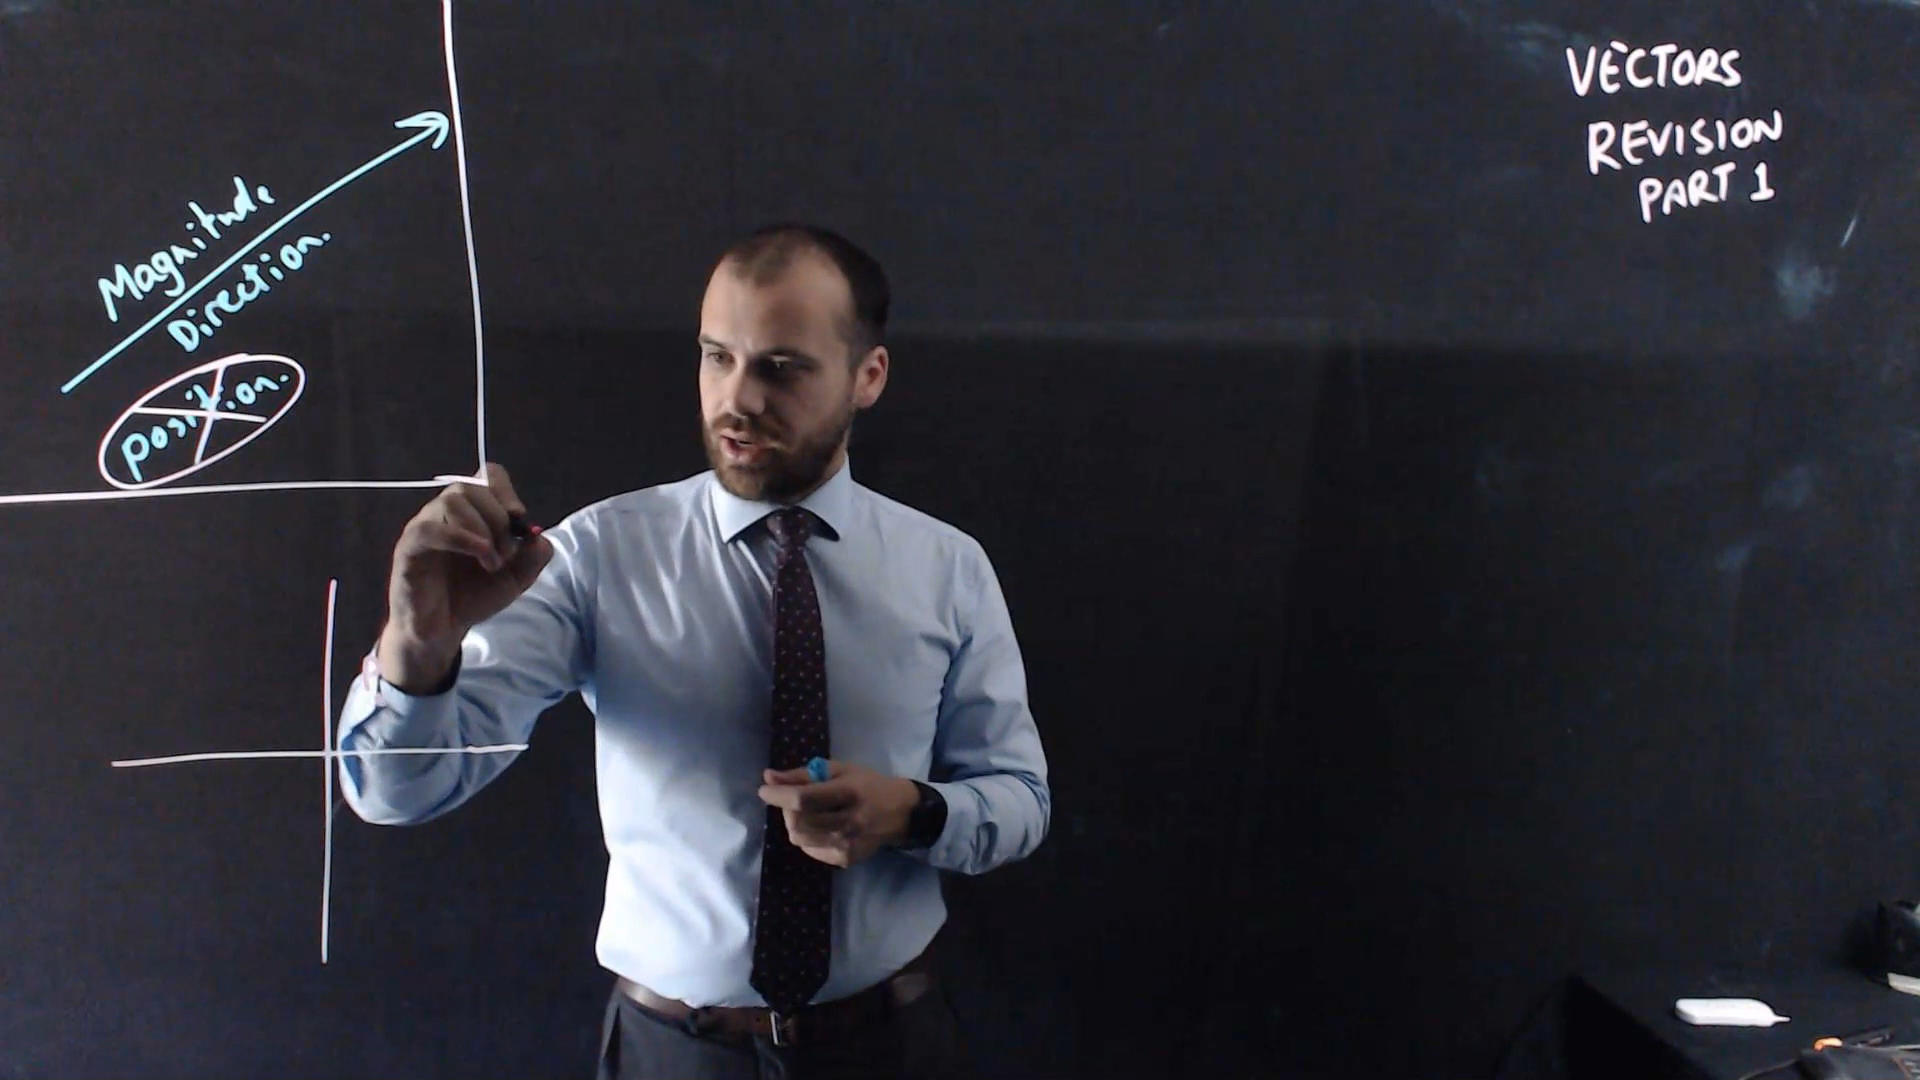 Magnitude
Direction.
position.
VECTORS
REVISION
PART 1